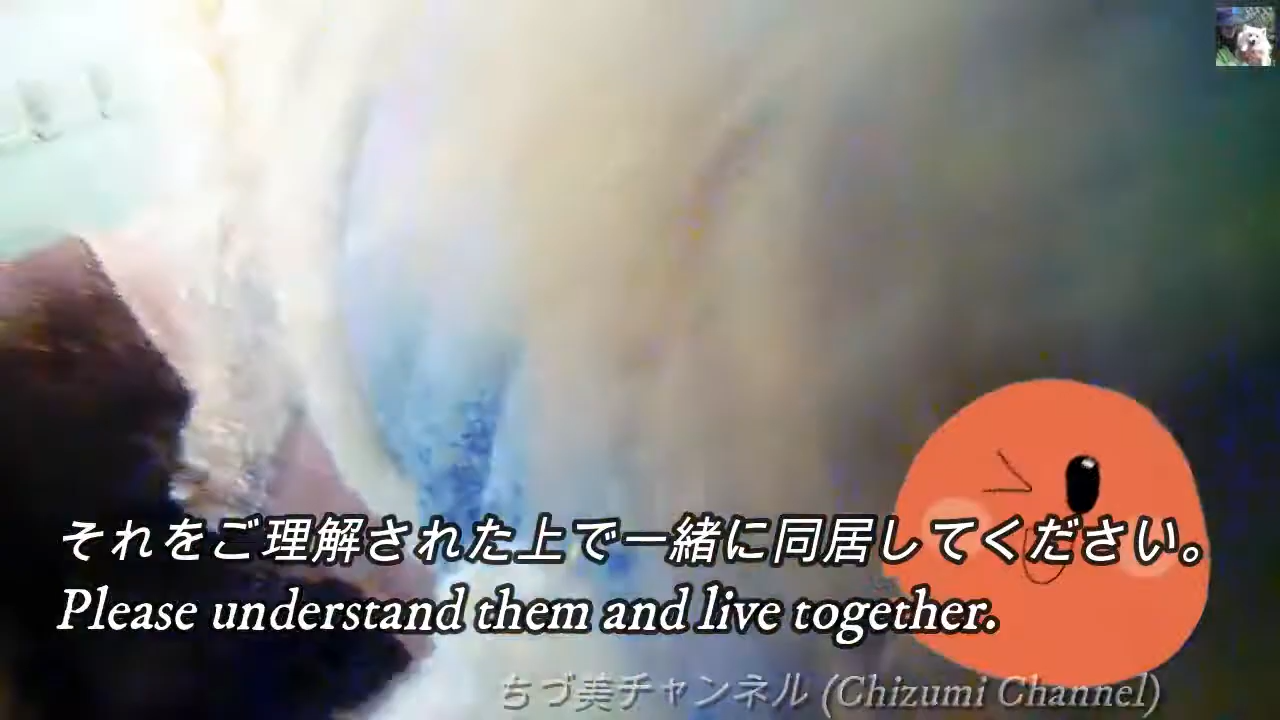 それをご理解された上で一緒に同居してください。
Please understand them and live together.
ちづ美チャンネル (Chizumi Channel)